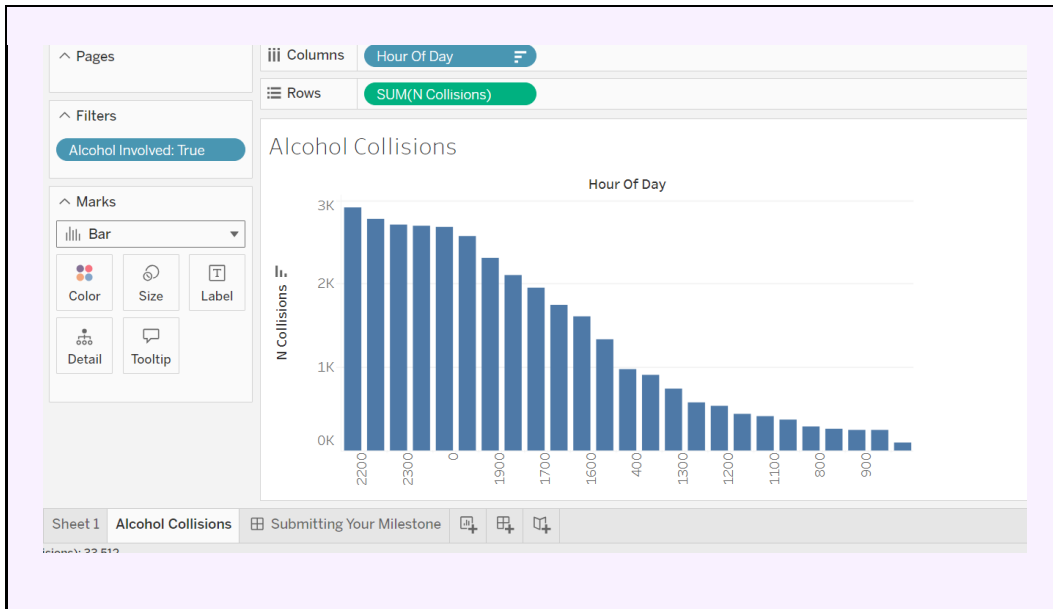 Pages
Columns
Hour Of Day
Rows
SUM(N Collisions)
Filters
Alcohol Involved: True
Marks
Bar
Color
Size
Label
Detail
Tooltip
Alcohol Collisions
Hour Of Day
3K
2K
1K
0K
N Collisions
2200
2300
0
1900
1700
1600
400
1300
1200
1100
800
900
Sheet 1
Alcohol Collisions
Submitting Your Milestone